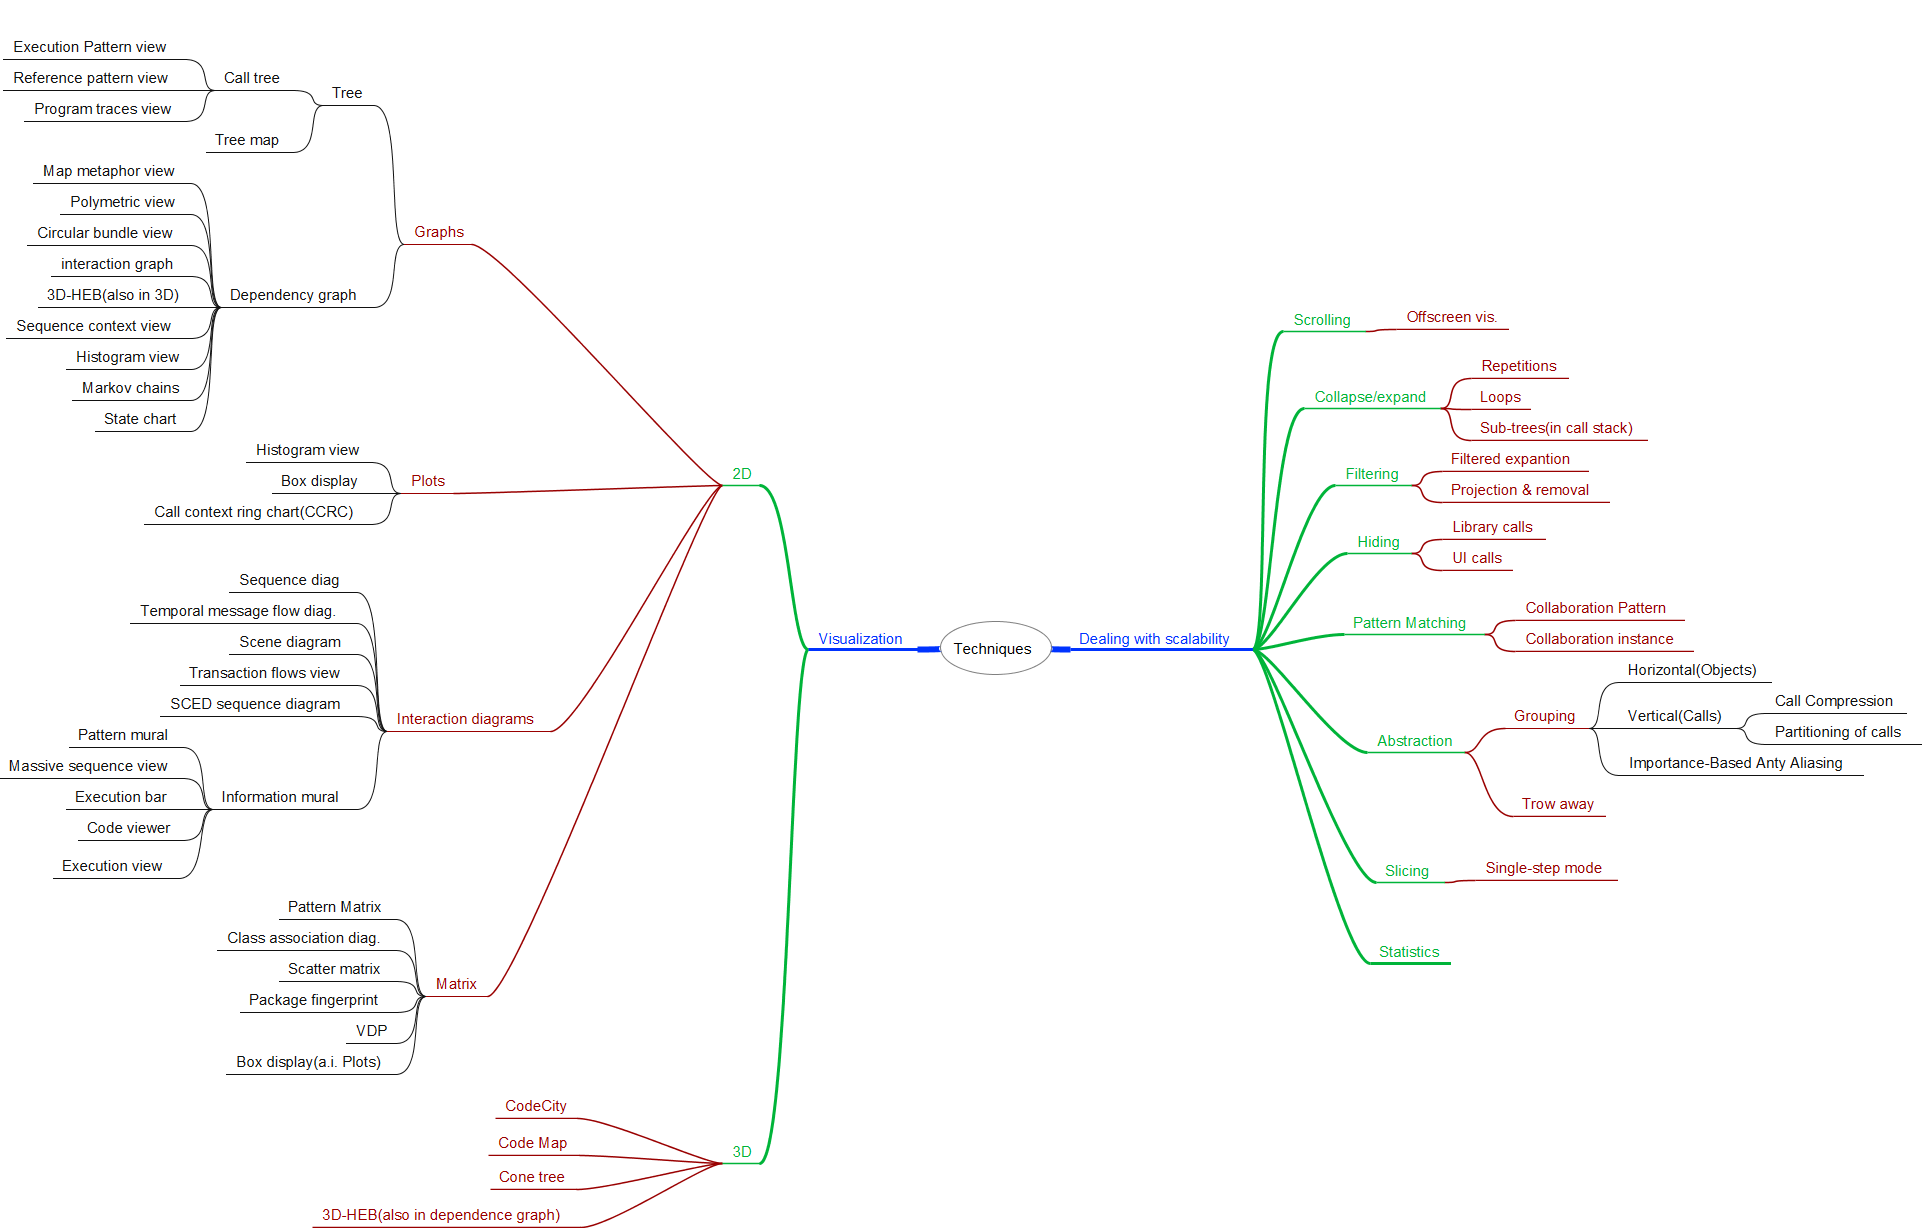 Techniques
Visualization
2D
Graphs
Tree
Call tree
Execution Pattern view
Reference pattern view
Program traces view
Tree map
Dependency graph
Map metaphor view
Polymetric view
Circular bundle view
interaction graph
3D-HEB(also in 3D)
Sequence context view
Histogram view
Markov chains
State chart
Plots
Histogram view
Box display
Call context ring chart(CCRC)
Interaction diagrams
Sequence diag
Temporal message flow diag.
Scene diagram
Transaction flows view
SCED sequence diagram
Information mural
Pattern mural
Massive sequence view
Execution bar
Code viewer
Execution view
Matrix
Pattern Matrix
Class association diag.
Scatter matrix
Package fingerprint
VDP
Box display(a.i. Plots)
3D
CodeCity
Code Map
Cone tree
3D-HEB(also in dependence graph)
Dealing with scalability
Scrolling
Offscreen vis.
Collapse/expand
Repetitions
Loops
Sub-trees(in call stack)
Filtering
Filtered expantion
Projection & removal
Hiding
Library calls
UI calls
Pattern Matching
Collaboration Pattern
Collaboration instance
Abstraction
Grouping
Horizontal(Objects)
Vertical(Calls)
Call Compression
Partitioning of calls
Importance-Based Anty Aliasing
Trow away
Slicing
Single-step mode
Statistics